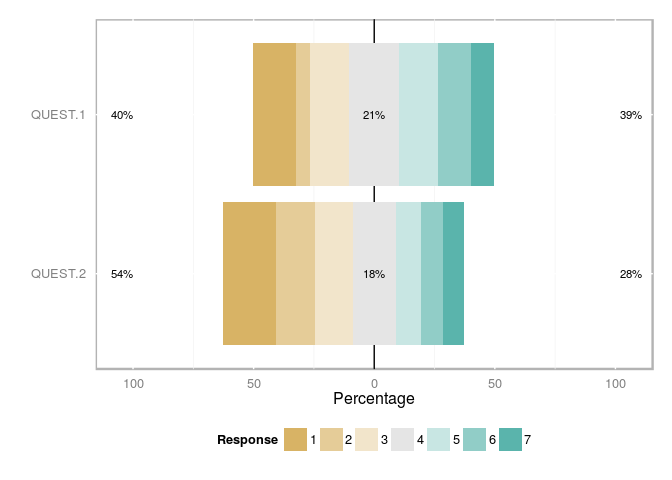 QUEST.1 40% 21% 39%
QUEST.2 54% 18% 28%
100 50 0 50 100
Percentage
Response 1 2 3 4 5 6 7